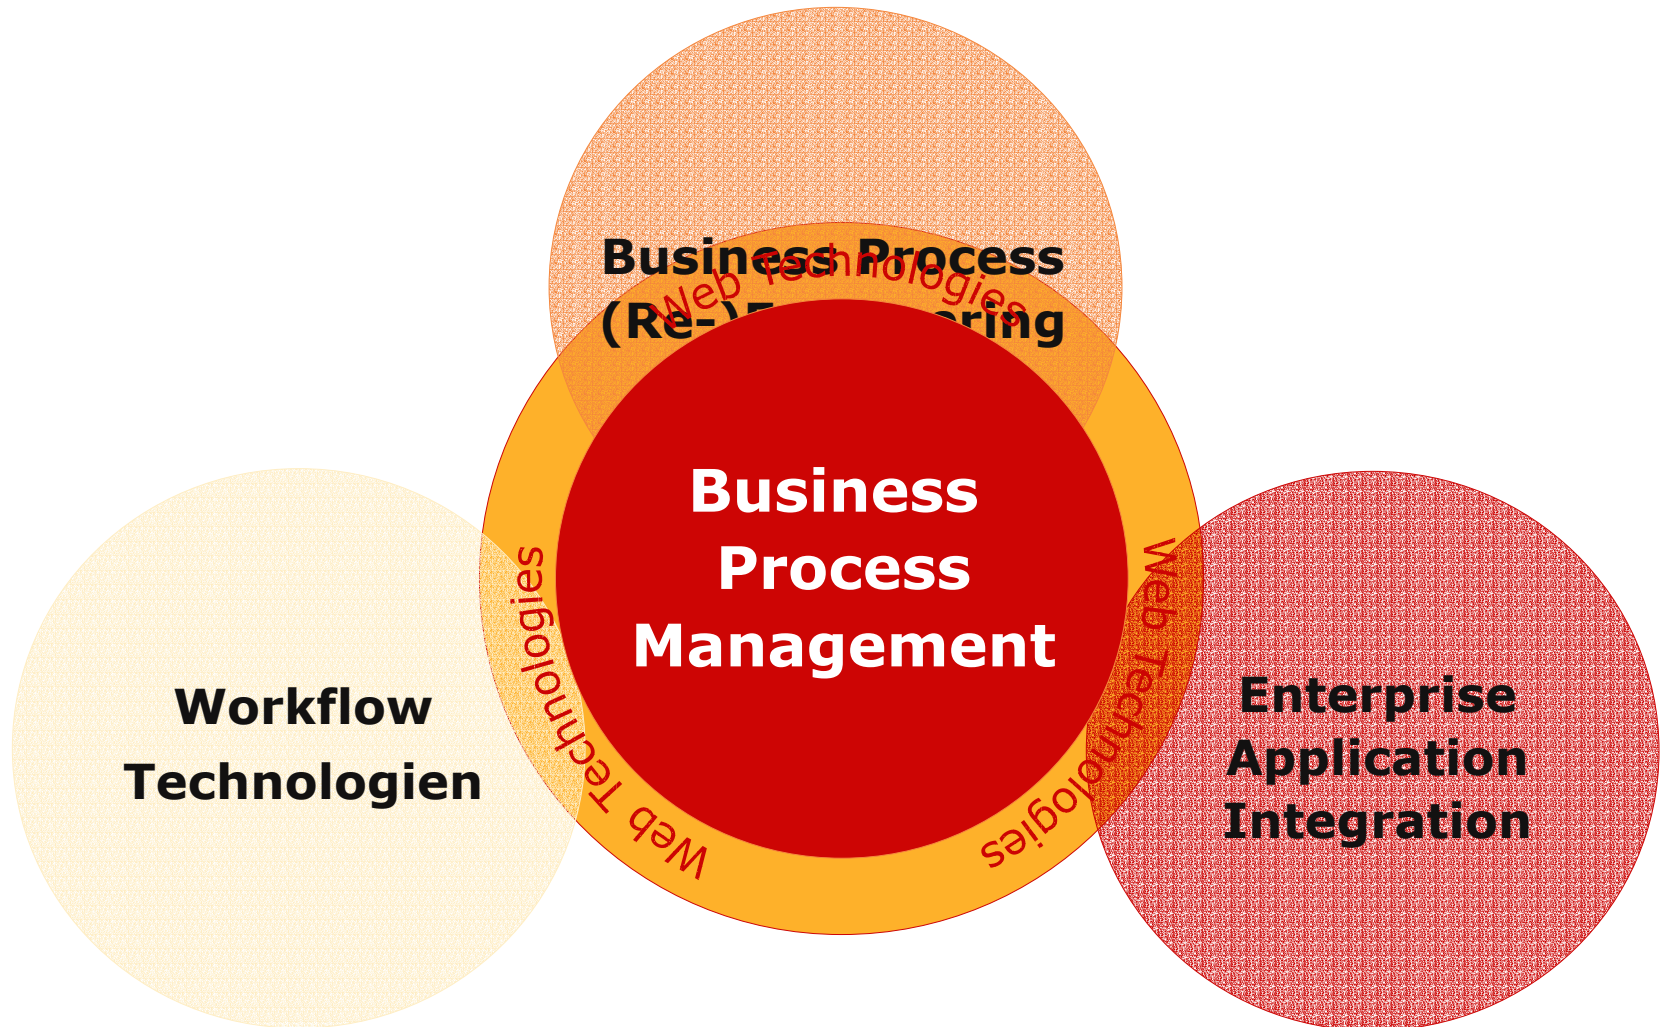 Business Process
Web Technologies
Business
Process
Management
Web Technologies
Web Technologies
Workflow
Technologien
Enterprise
Application
Integration